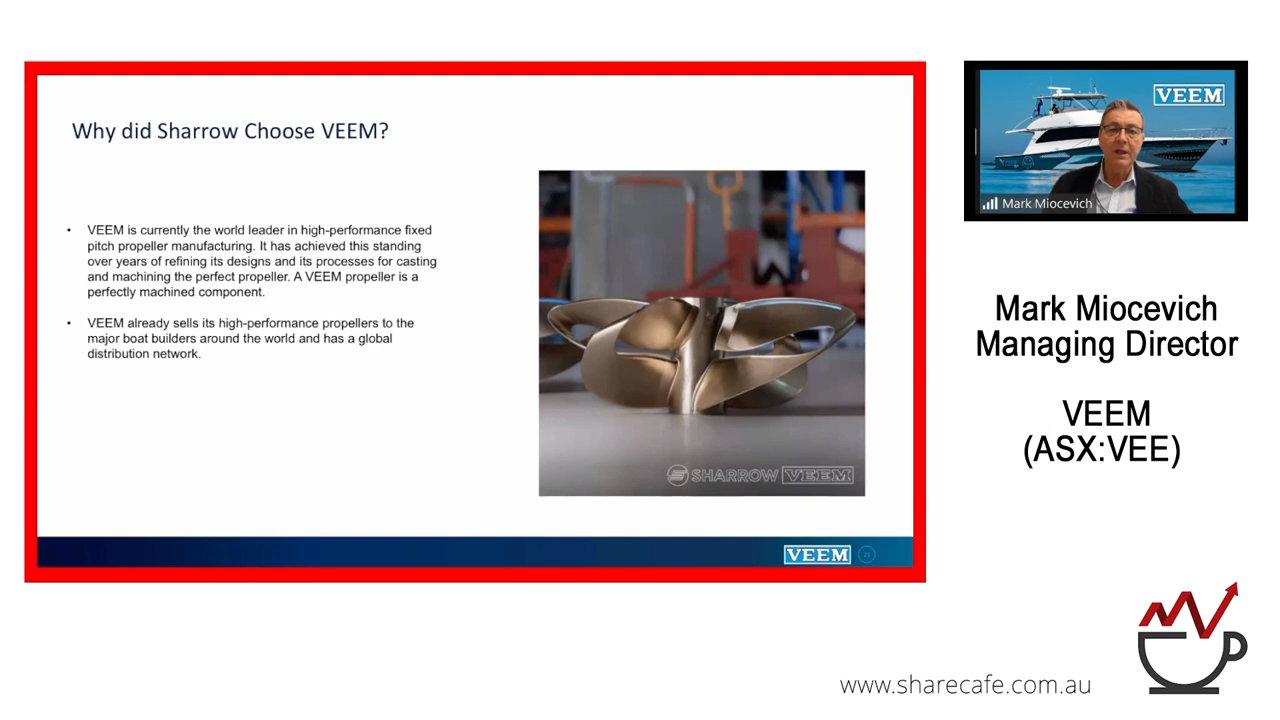 Why did Sharrow Choose VEEM?
• VEEM is currently the world leader in high-performance fixed
pitch propeller manufacturing. It has achieved this standing
over years of refining its designs and its processes for casting
and machining the perfect propeller. A VEEM propeller is a
perfectly machined component.
• VEEM already sells its high-performance propellers to the
major boat builders around the world and has a global
distribution network.
SHARROW VEEM
VEEM
VEEM
Mark Miocevich
Mark Miocevich
Managing Director
VEEM
(ASX:VEE)
www.sharecafe.com.au